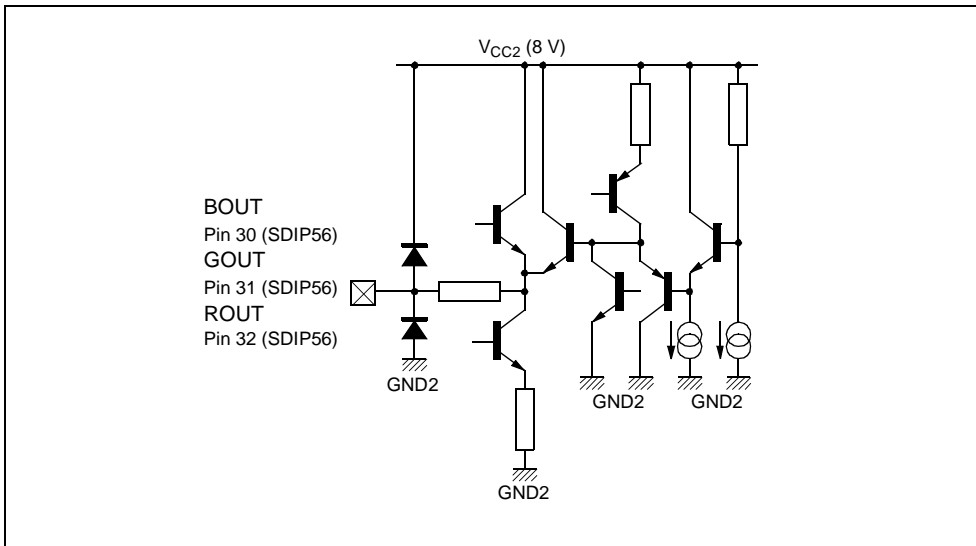 VCC2 (8 V)
BOUT
Pin 30 (SDIP56)
GOUT
Pin 31 (SDIP56)
ROUT
Pin 32 (SDIP56)
GND2
GND2
GND2
GND2